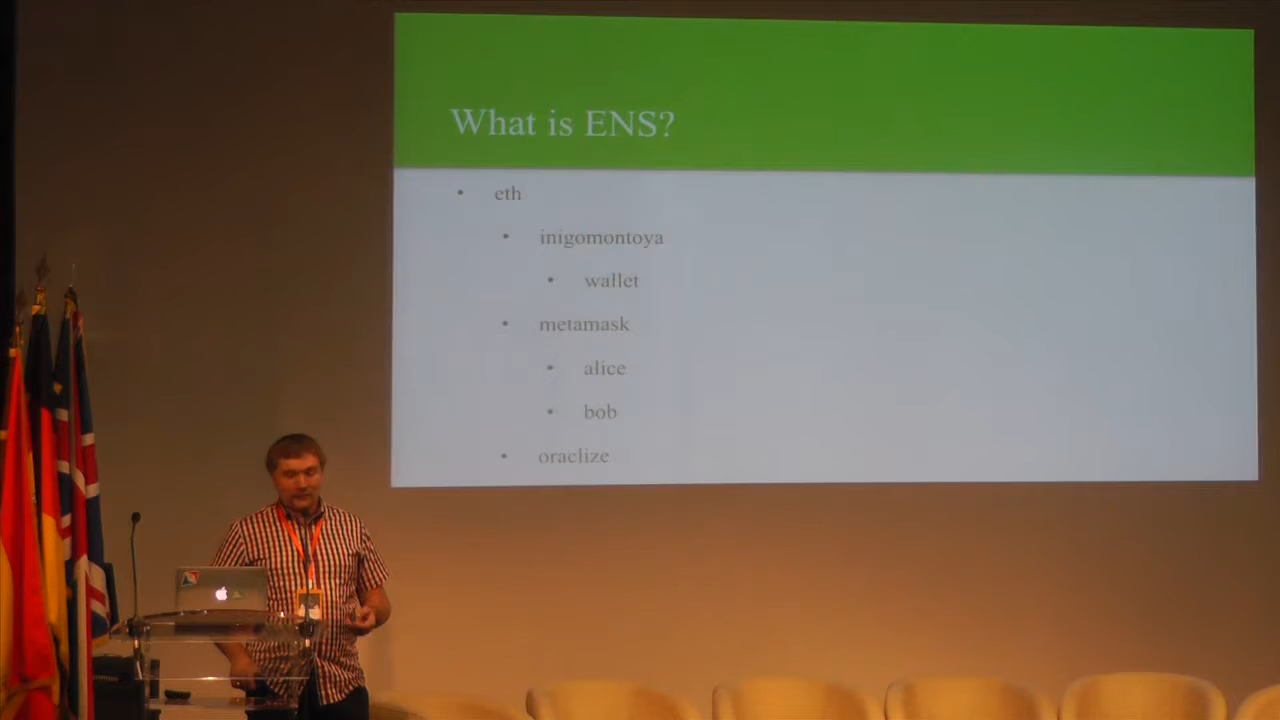 What is ENS?
• eth
• inigomontoya
• wallet
• metamask
• alice
• bob
• oraclize